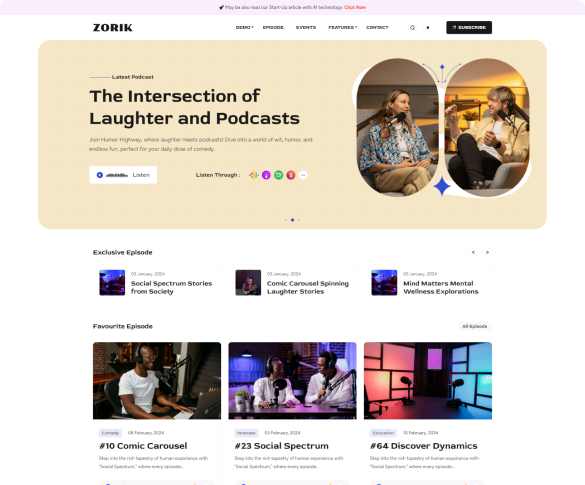 May be also read our Start-Up article with AI technology. Click Now
ZORIK
DEMO
EPISODE
EVENTS
FEATURES
CONTACT
SUBSCRIBE
Latest Podcast
The Intersection of
Laughter and Podcasts
Join Humor Highway, where laughter meets podcasts! Dive into a world of wit, humor, and
endless fun, perfect for your daily dose of comedy.
Listen
Listen Through :
Exclusive Episode
05 January, 2024
Social Spectrum Stories
from Society
05 January, 2024
Comic Carousel Spinning
Laughter Stories
05 January, 2024
Mind Matters Mental
Wellness Explorations
Favourite Episode
All Episode
Comedy
08 February, 2024
#10 Comic Carousel
Step into the rich tapestry of human experience with
"Social Spectrum," where every episode...
Interview
03 February, 2024
#23 Social Spectrum
Step into the rich tapestry of human experience with
"Social Spectrum," where every episode...
Education
10 February, 2024
#64 Discover Dynamics
Step into the rich tapestry of human experience with
"Social Spectrum," where every episode...